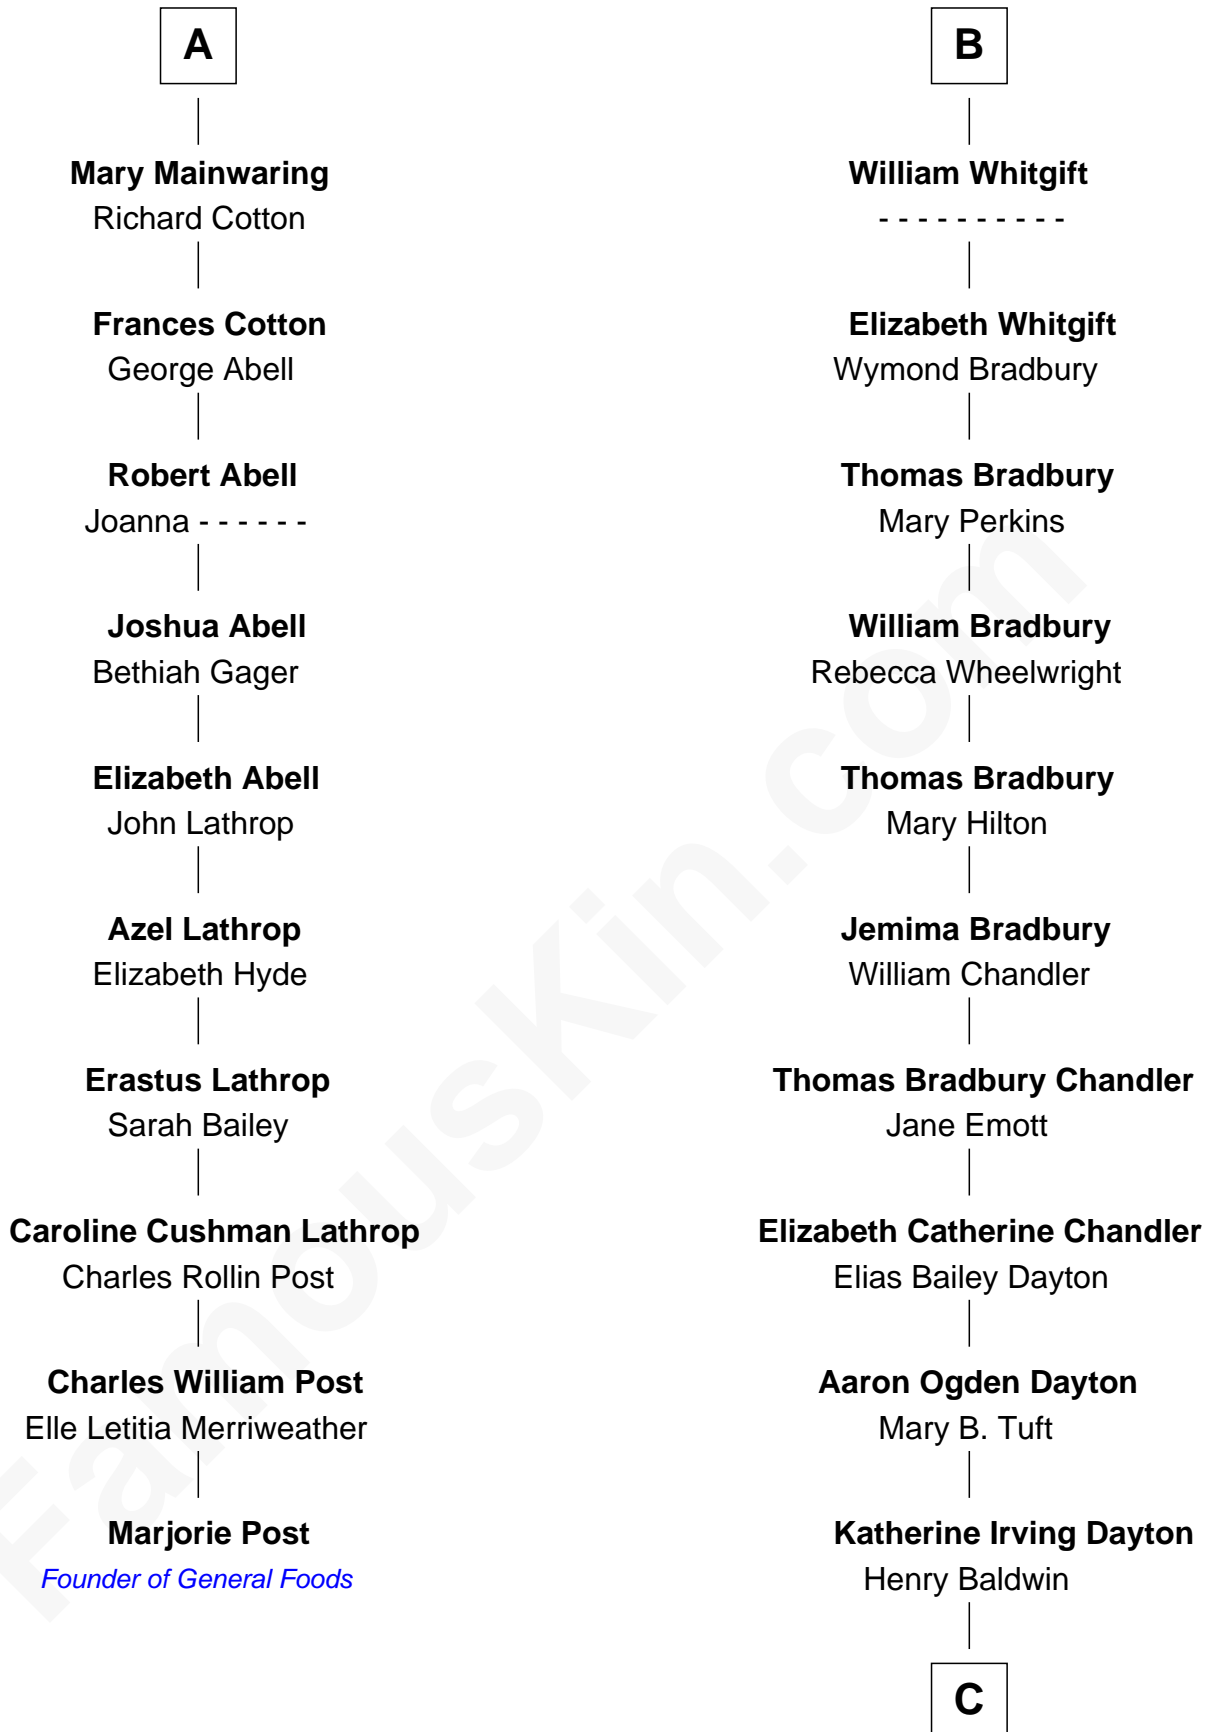 A
Mary Mainwaring
Richard Cotton
Frances Cotton
George Abell
Robert Abell
Joanna - - - - - -
Joshua Abell
Bethiah Gager
Elizabeth Abell
John Lathrop
Azel Lathrop
Elizabeth Hyde
Erastus Lathrop
Sarah Bailey
Caroline Cushman Lathrop
Charles Rollin Post
Charles William Post
Elle Letitia Merriweather
Marjorie Post
Founder of General Foods
B
William Whitgift
- - - - - - - - - -
Elizabeth Whitgift
Wymond Bradbury
Thomas Bradbury
Mary Perkins
William Bradbury
Rebecca Wheelwright
Thomas Bradbury
Mary Hilton
Jemima Bradbury
William Chandler
Thomas Bradbury Chandler
Jane Emott
Elizabeth Catherine Chandler
Elias Bailey Dayton
Aaron Ogden Dayton
Mary B. Tuft
Katherine Irving Dayton
Henry Baldwin
C
FamousKin.com